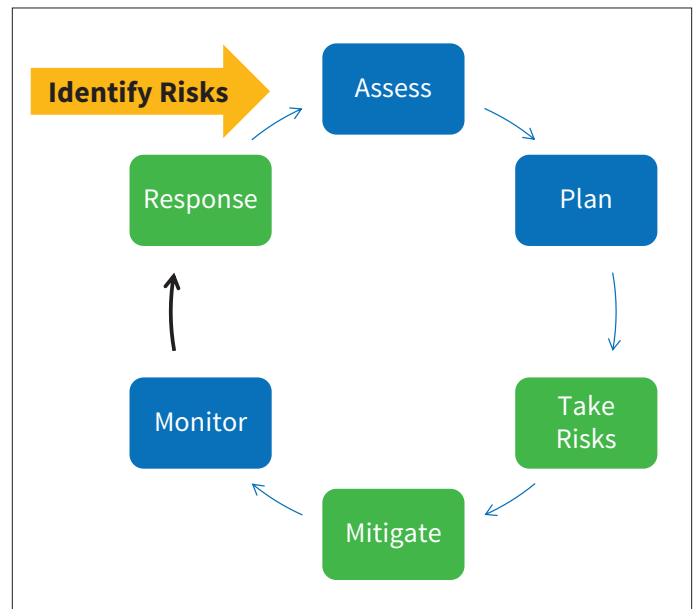 Identify Risks
Assess
Plan
Take
Risks
Mitigate
Monitor
Response